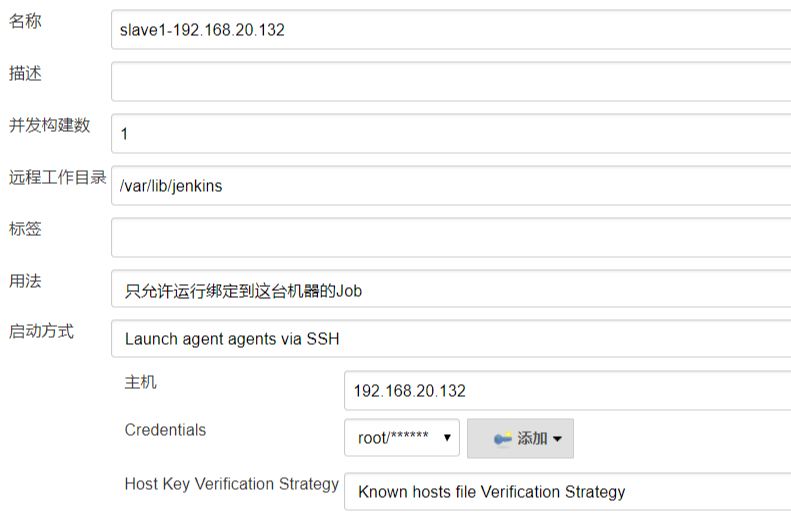 名称 slave1-192.168.20.132
描述
并发构建数 1
远程工作目录 /var/lib/jenkins
标签
用法 只允许运行绑定到这台机器的Job
启动方式 Launch agent agents via SSH
主机 192.168.20.132
Credentials root/****** 添加
Host Key Verification Strategy Known hosts file Verification Strategy